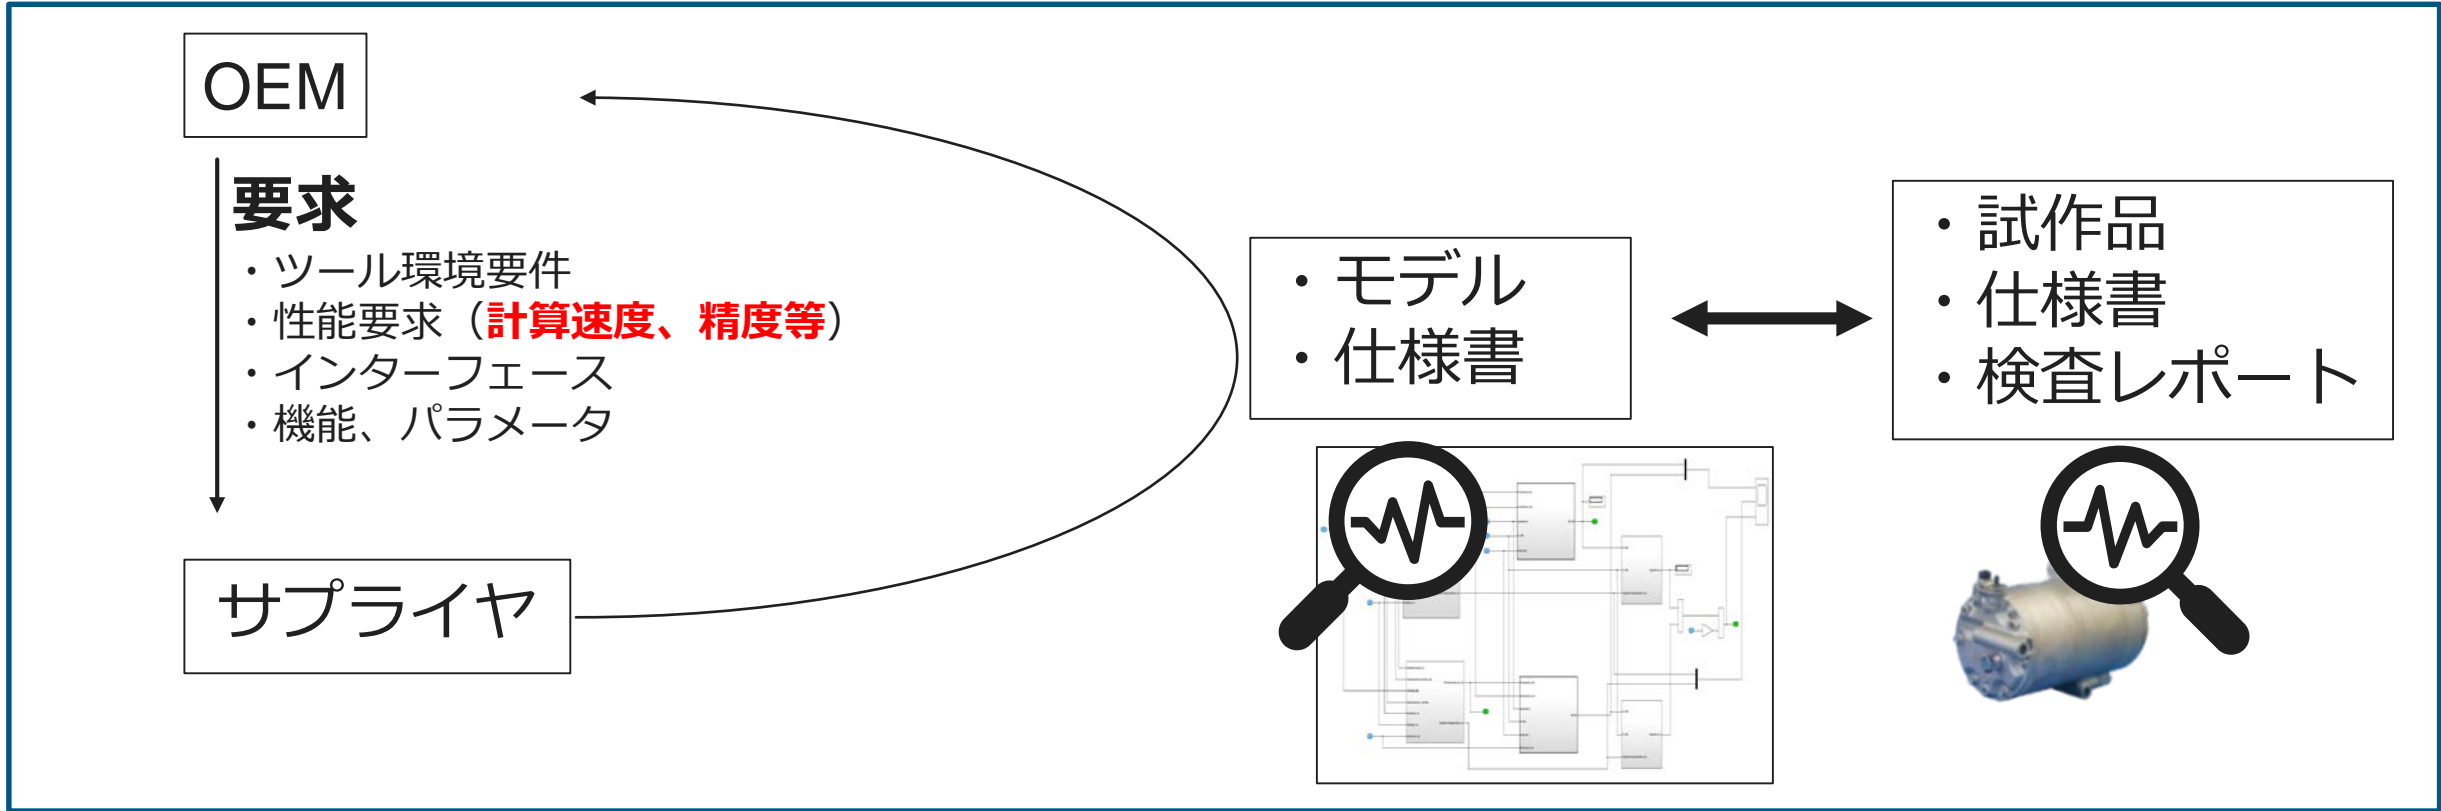 OEM
要求
・ツール環境要件
・性能要求（計算速度、精度等）
・インターフェース
・機能、パラメータ
サプライヤ
・モデル
・仕様書
・試作品
・仕様書
・検査レポート